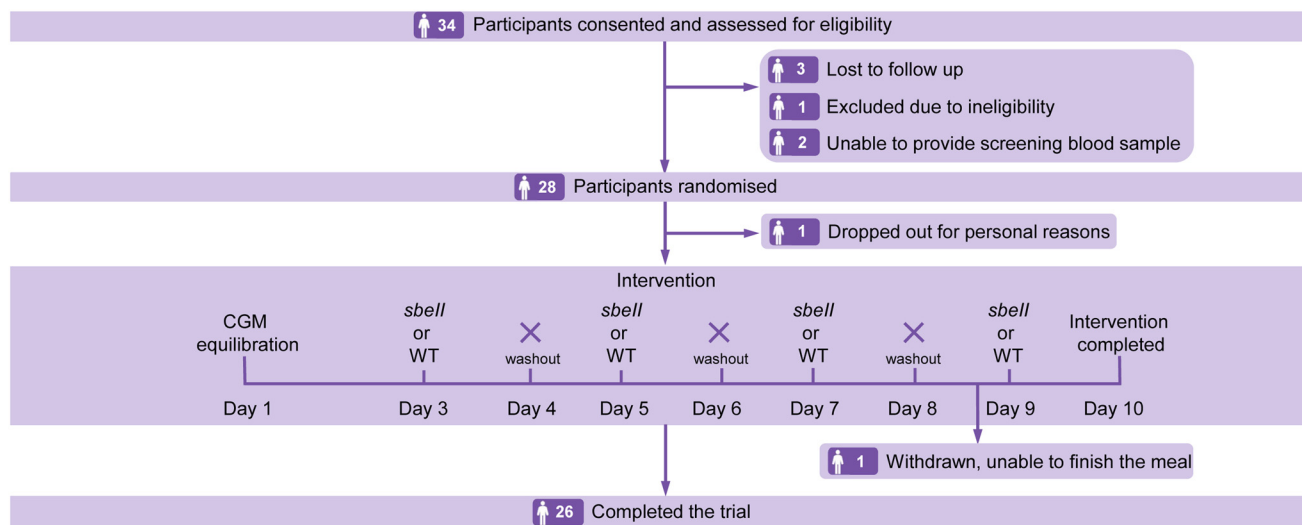 34 Participants consented and assessed for eligibility
3 Lost to follow up
1 Excluded due to ineligibility
2 Unable to provide screening blood sample
28 Participants randomised
1 Dropped out for personal reasons
Intervention
CGM
equilibration
sbeII
or
WT
washout
sbeII
or
WT
washout
sbeII
or
WT
washout
sbeII
or
WT
Intervention
completed
Day 1 Day 3 Day 4 Day 5 Day 6 Day 7 Day 8 Day 9 Day 10
1 Withdrawn, unable to finish the meal
26 Completed the trial